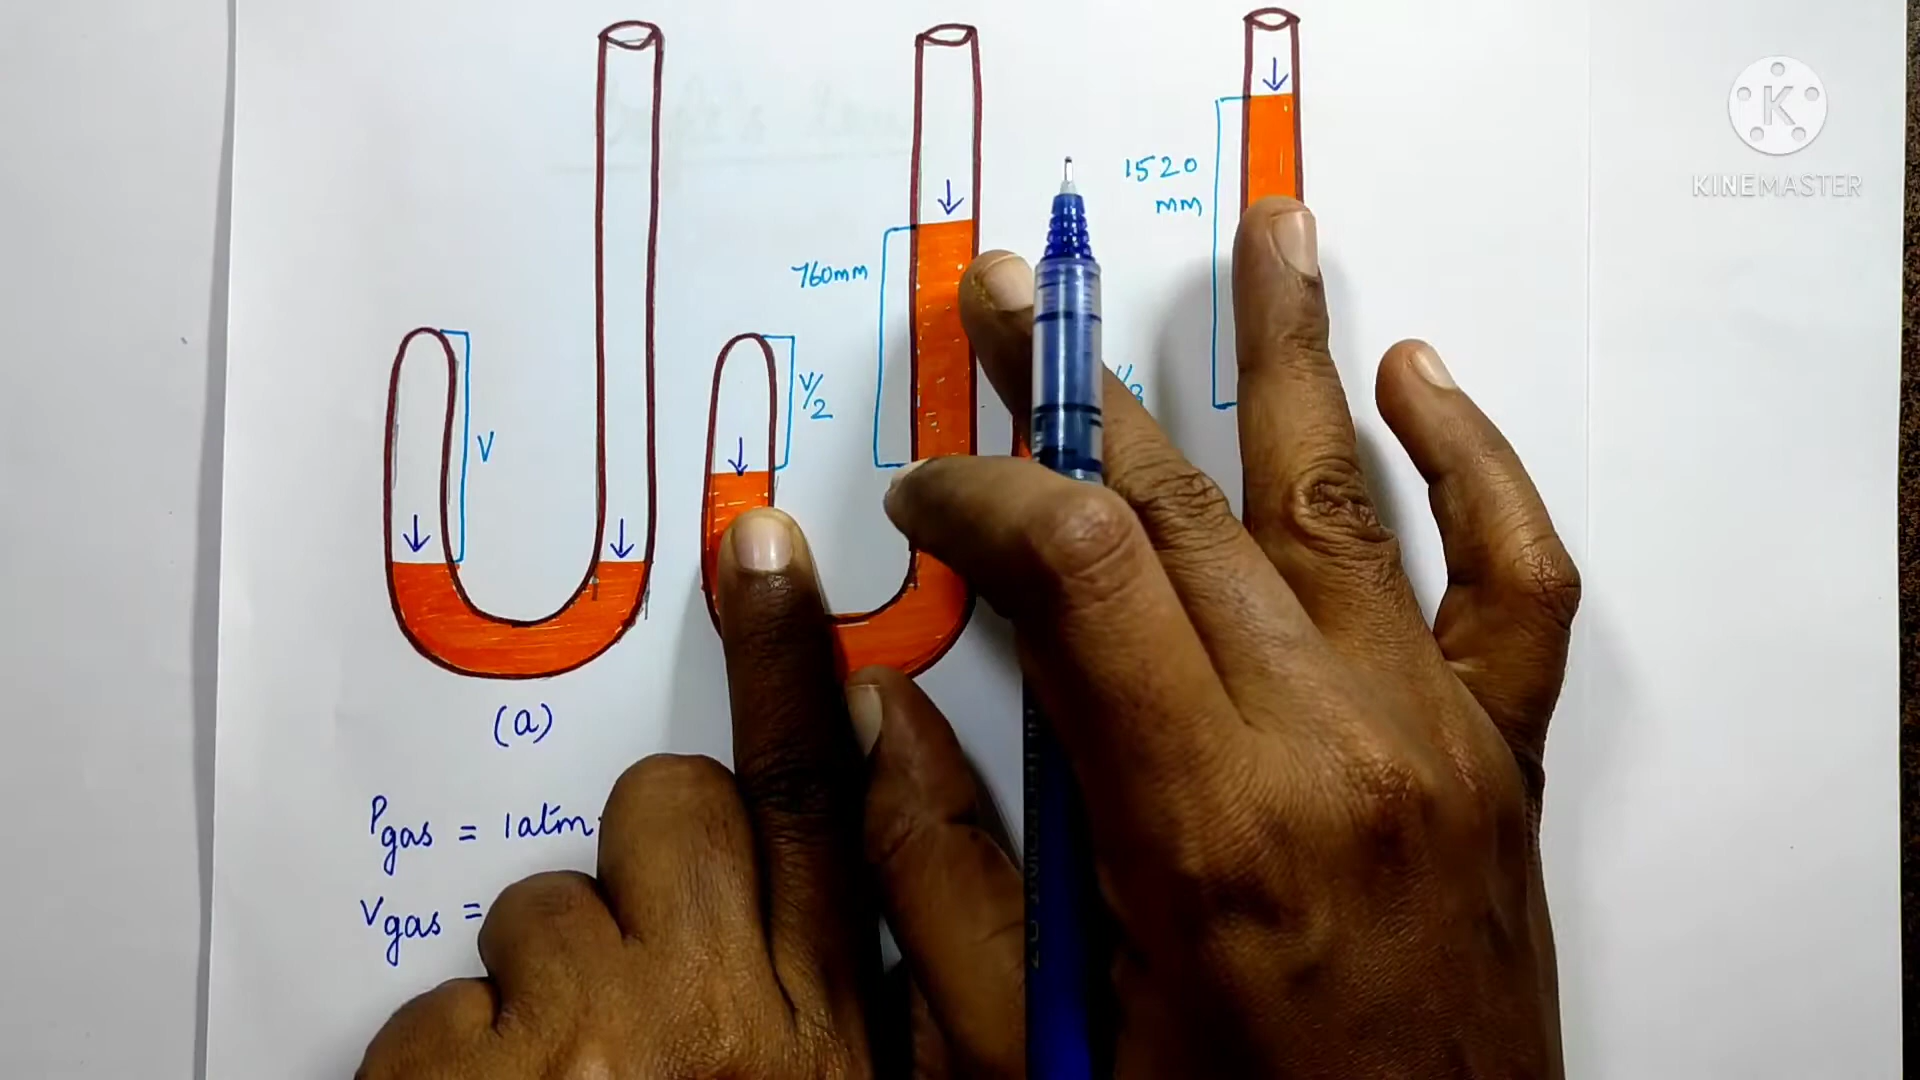 1520
mm
760mm
V/2
V
(a)
Pgas = 1atm
Vgas =
K
KINEMASTER